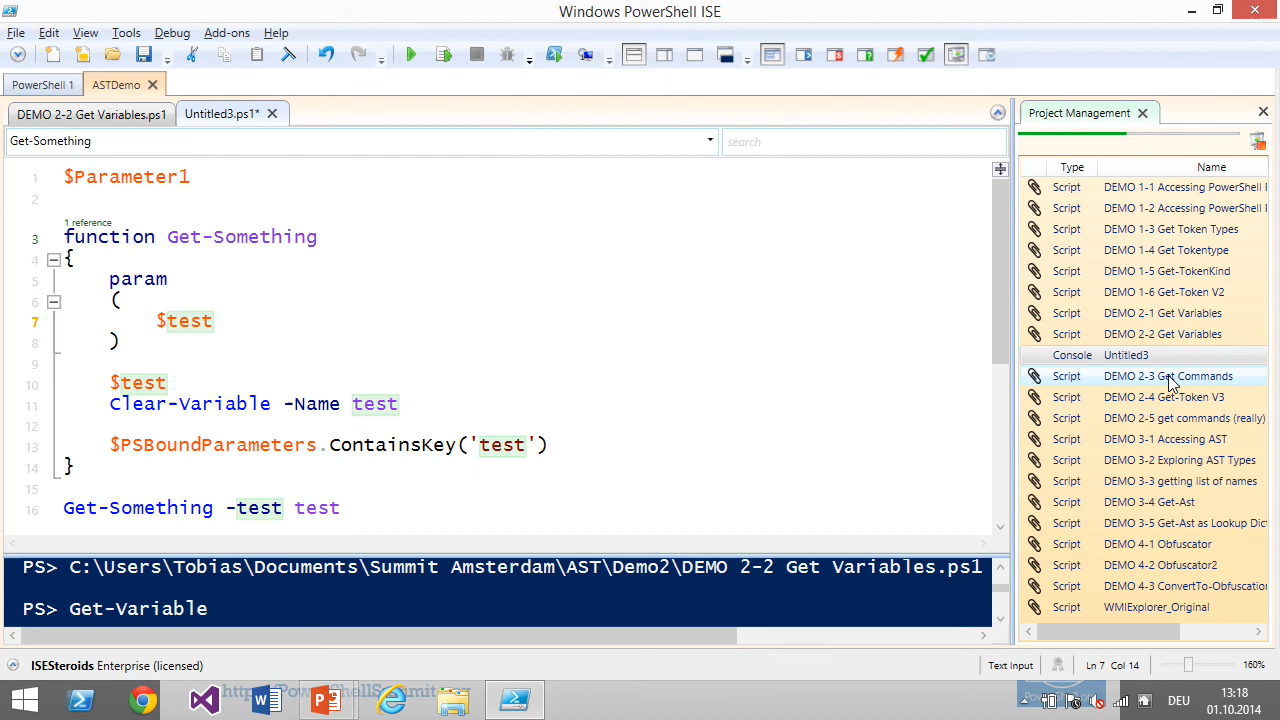 Windows PowerShell ISE
File Edit View Tools Debug Add-ons Help
PowerShell 1 ASTDemo
DEMO 2-2 Get Variables.ps1 Untitled3.ps1*
Get-Something search
1 $Parameter1
2
1 reference
3 function Get-Something
4 {
5 param
6 (
7 $test
8 )
9
10 $test
11 Clear-Variable -Name test
12
13 $PSBoundParameters.ContainsKey('test')
14 }
15
16 Get-Something -test test
PS> C:\Users\Tobias\Documents\Summit Amsterdam\AST\Demo2\DEMO 2-2 Get Variables.ps1
PS> Get-Variable
Project Management
Type Name
Script DEMO 1-1 Accessing PowerShell
Script DEMO 1-2 Accessing PowerShell
Script DEMO 1-3 Get Token Types
Script DEMO 1-4 Get Tokentype
Script DEMO 1-5 Get-TokenKind
Script DEMO 1-6 Get-Token V2
Script DEMO 2-1 Get Variables
Script DEMO 2-2 Get Variables
Console Untitled3
Script DEMO 2-3 Get Commands
Script DEMO 2-4 Get-Token V3
Script DEMO 2-5 get commands (really)
Script DEMO 3-1 Accessing AST
Script DEMO 3-2 Exploring AST Types
Script DEMO 3-3 getting list of names
Script DEMO 3-4 Get-Ast
Script DEMO 3-5 Get-Ast as Lookup Dic
Script DEMO 4-1 Obfuscator
Script DEMO 4-2 Obfuscator2
Script DEMO 4-3 ConvertTo-Obfuscation
Script WMIExplorer_Original
ISESteroids Enterprise (licensed) Text Input Ln 7 Col 14 160%
DEU 13:18
01.10.2014